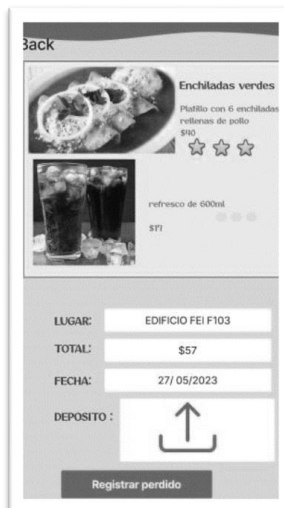 Back
Enchiladas verdes
Platillo con 6 enchiladas
rellenas de pollo
$40
refresco de 600ml
$17
LUGAR: EDIFICIO FEI F103
TOTAL: $57
FECHA: 27/ 05/2023
DEPOSITO :
Registrar perdido